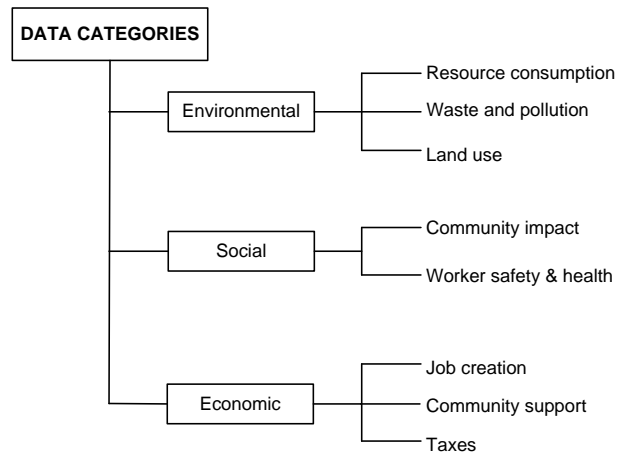 DATA CATEGORIES
Environmental
Resource consumption
Waste and pollution
Land use
Social
Community impact
Worker safety & health
Economic
Job creation
Community support
Taxes